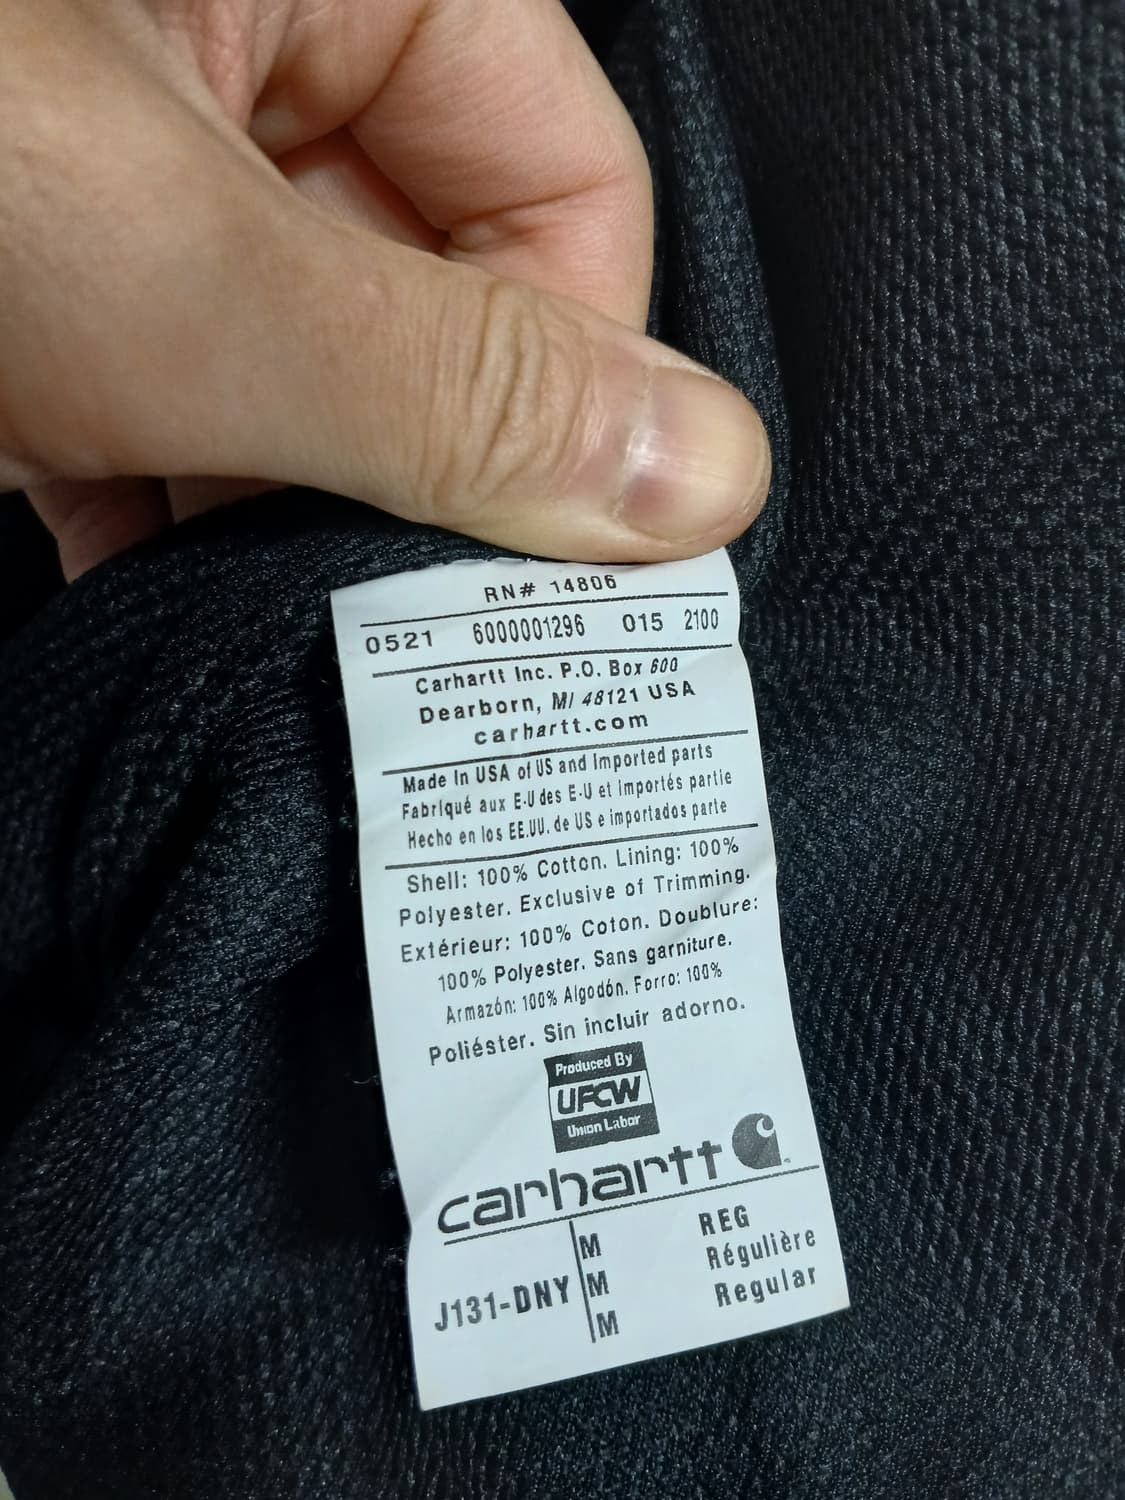 RN# 14806
0521 6000001296 015 2100
Carhartt Inc. P.O. Box 600
Dearborn, MI 48121 USA
carhartt.com
Made In USA of US and Imported parts
Fabriqué aux E-U des E-U et Importés partie
Hecho en los EE.UU. de US e importados parte
Shell: 100% Cotton. Lining: 100%
Polyester. Exclusive of Trimming.
Extérieur: 100% Coton. Doublure:
100% Polyester. Sans garniture.
Armazón: 100% Algodón. Forro: 100%
Poliéster. Sin incluir adorno.
Produced By
UFCW
Union Labor
carhartt
M REG
M Régulière
J131-DNY
M Regular